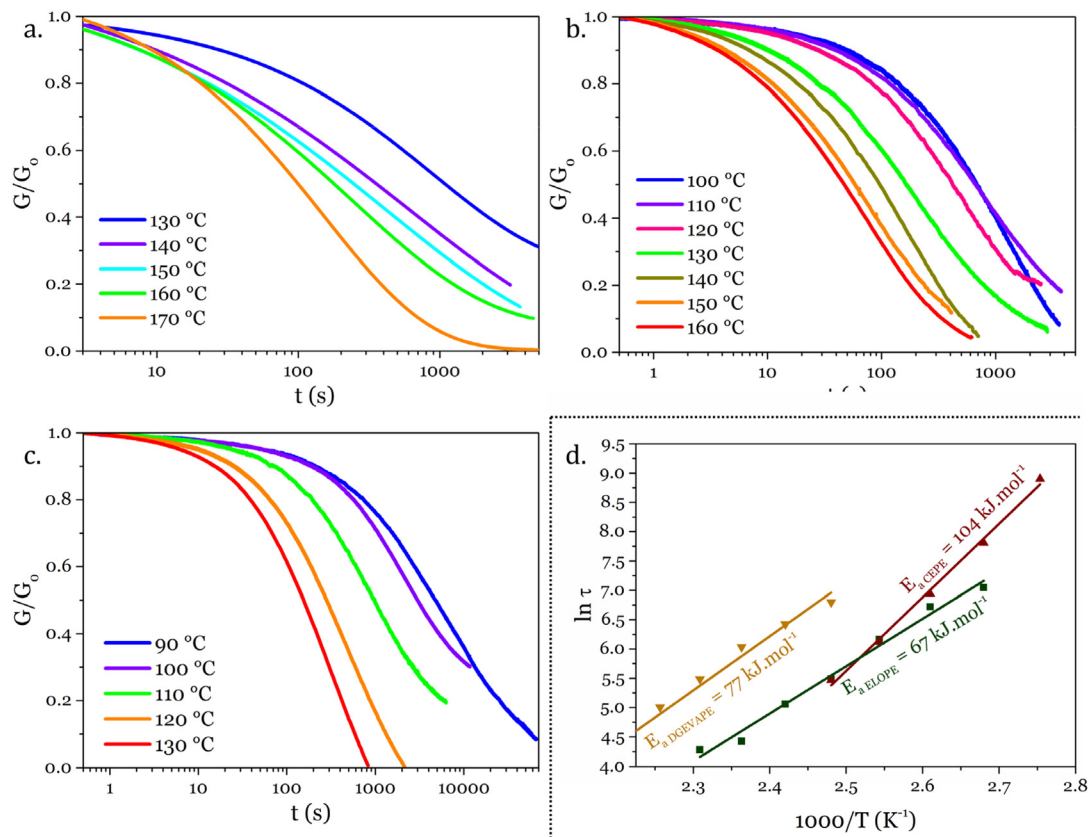 a.
1.0
0.8
0.6
0.4
0.2
0.0
G/G₀
130 °C
140 °C
150 °C
160 °C
170 °C
10
100
1000
t (s)
b.
1.0
0.8
0.6
0.4
0.2
0.0
G/G₀
100 °C
110 °C
120 °C
130 °C
140 °C
150 °C
160 °C
1
10
100
1000
c.
1.0
0.8
0.6
0.4
0.2
0.0
G/G₀
90 °C
100 °C
110 °C
120 °C
130 °C
1
10
100
1000
10000
t (s)
d.
9.5
9.0
8.5
8.0
7.5
7.0
6.5
6.0
5.5
5.0
4.5
4.0
ln τ
Eₐ CEPE = 104 kJ.mol⁻¹
Eₐ ELOPE = 67 kJ.mol⁻¹
Eₐ DGEVAPE = 77 kJ.mol⁻¹
2.3
2.4
2.5
2.6
2.7
2.8
1000/T (K⁻¹)